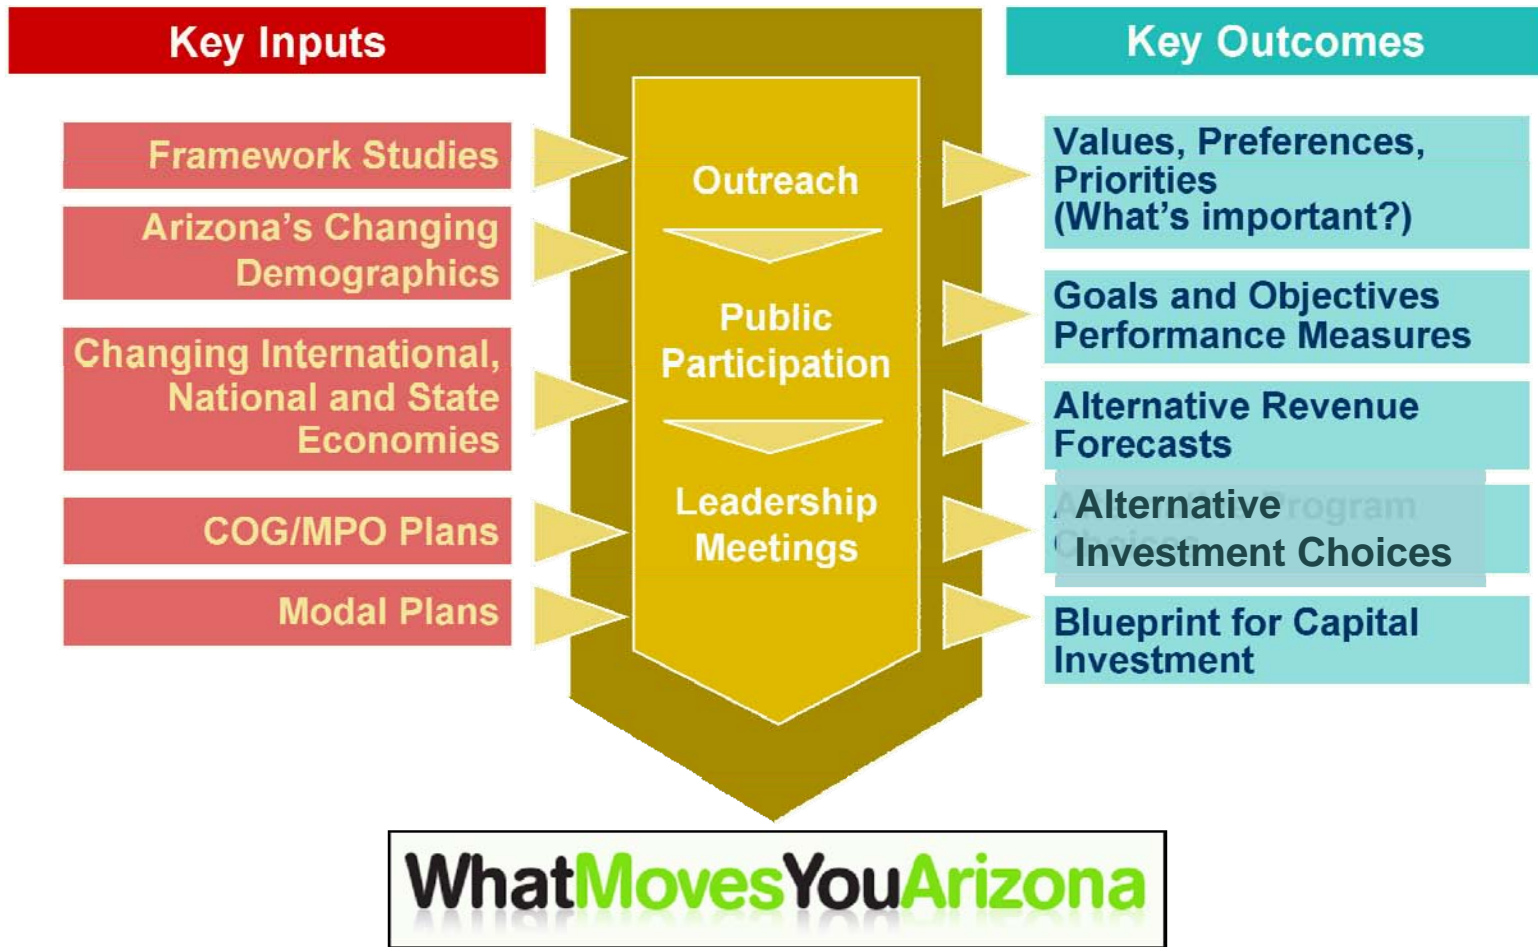 Key Inputs
Framework Studies
Arizona's Changing
Demographics
Changing International,
National and State
Economies
COG/MPO Plans
Modal Plans
Outreach
Public
Participation
Leadership
Meetings
Key Outcomes
Values, Preferences,
Priorities
(What's important?)
Goals and Objectives
Performance Measures
Alternative Revenue
Forecasts
Alternative
Program
Investment Choices
Blueprint for Capital
Investment
WhatMovesYouArizona